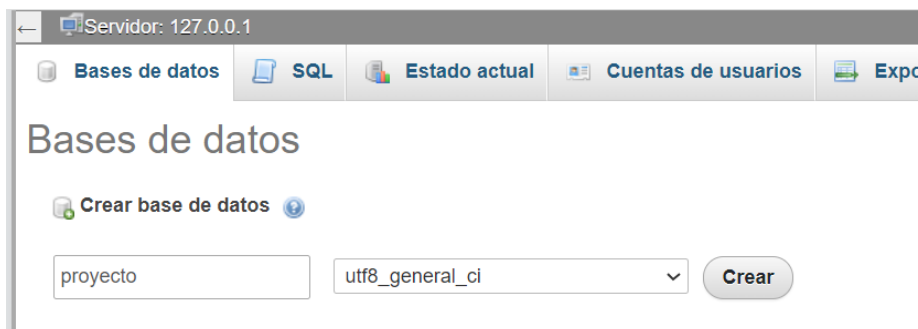 Servidor: 127.0.0.1
Bases de datos SQL Estado actual Cuentas de usuarios Expo
Bases de datos
Crear base de datos
proyecto utf8_general_ci Crear